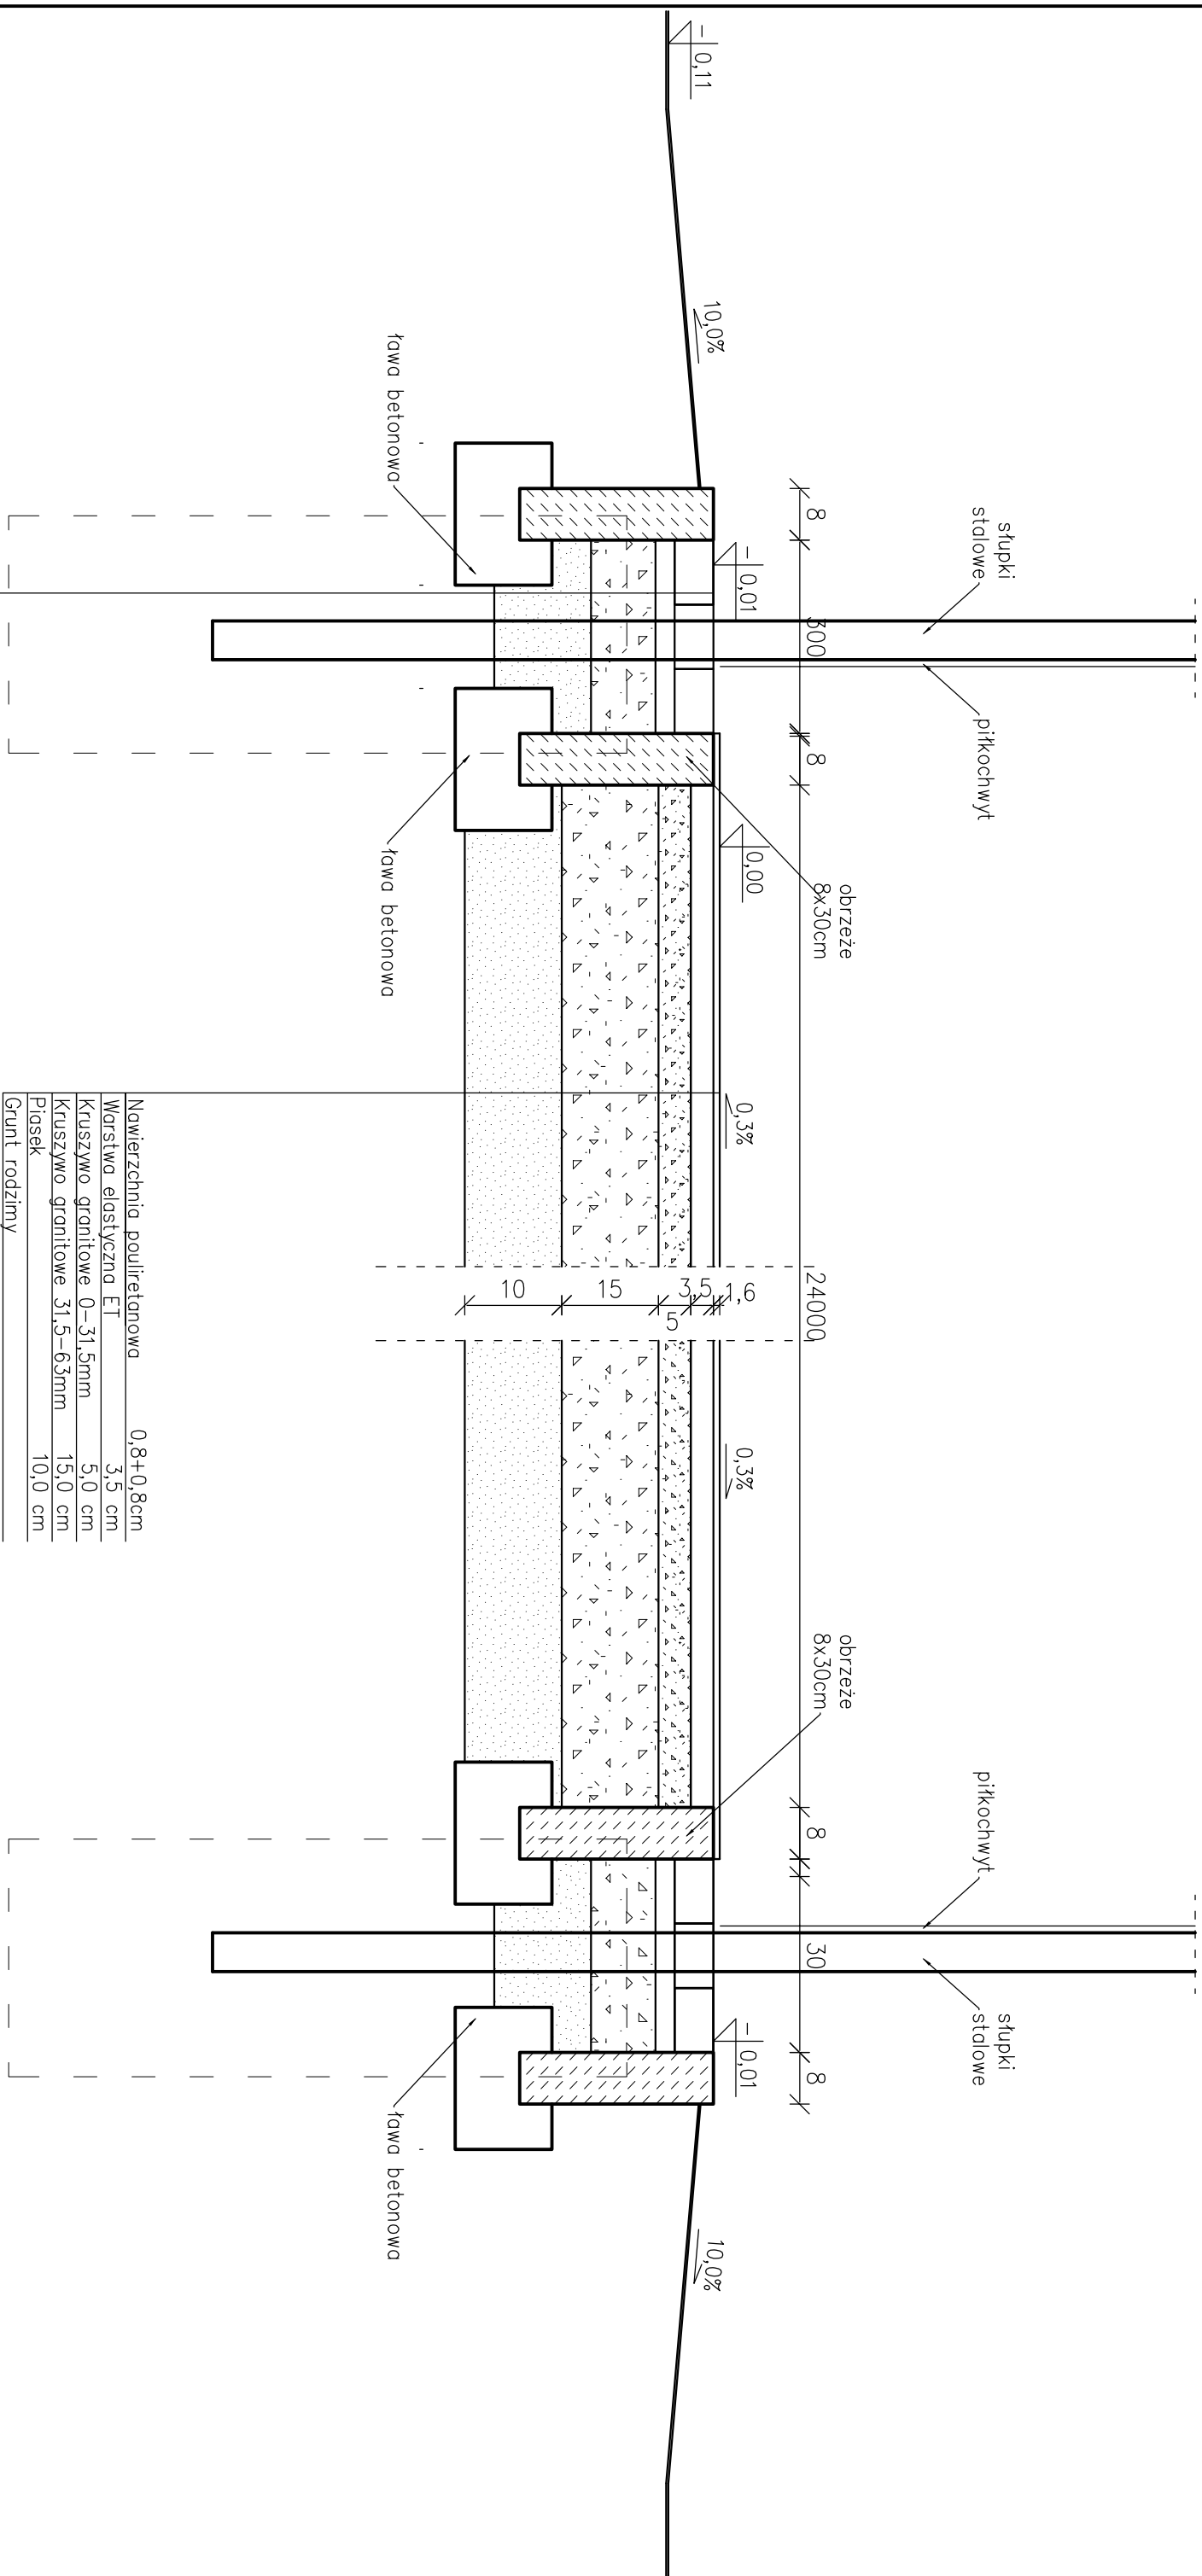 słupki
stalowe
piłkochwyt
piłkochwyt
słupki
stalowe
obrzeże
8x30cm
obrzeże
8x30cm
8
300
8
24000
8
30
8
- 0,11
10,0%
- 0,01
0,00
0,3%
0,3%
- 0,01
10,0%
10
15
5
3,5
1,6
ława betonowa
ława betonowa
ława betonowa
Nawierzchnia pouliretanowa 0,8+0,8cm
Warstwa elastyczna ET 3,5 cm
Kruszywo granitowe 0-31,5mm 5,0 cm
Kruszywo granitowe 31,5-63mm 15,0 cm
Piasek 10,0 cm
Grunt rodzimy